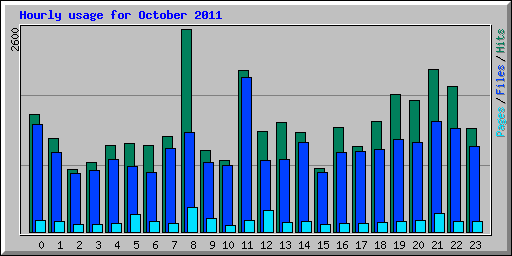 Hourly usage for October 2011
2600
Pages/Files/Hits
0 1 2 3 4 5 6 7 8 9 10 11 12 13 14 15 16 17 18 19 20 21 22 23